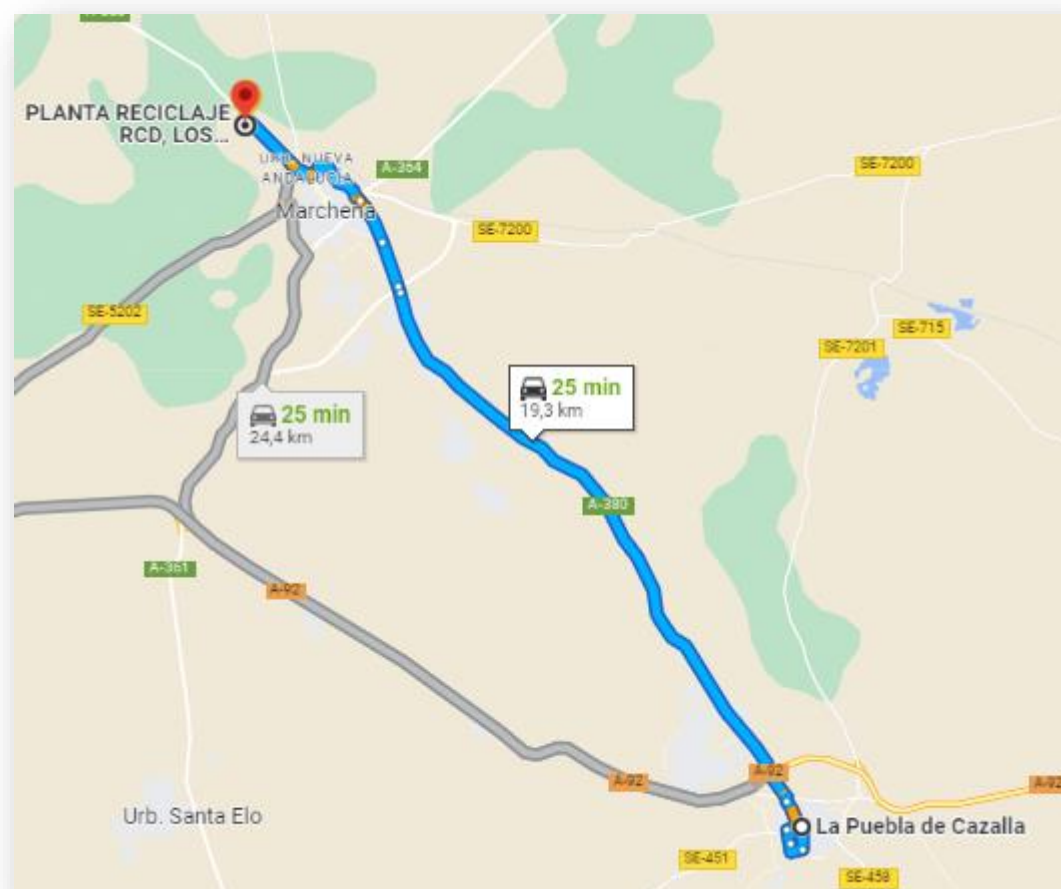 PLANTA RECICLAJE
RCD, LOS...
URB. NUEVA
ANDALUCÍA
Marchena
A-364
SE-7200
SE-7200
SE-5202
SE-715
SE-7201
25 min
19,3 km
25 min
24,4 km
A-380
A-361
A-92
A-92
A-92
A-92
Urb. Santa Elo
La Puebla de Cazalla
SE-451
SE-458